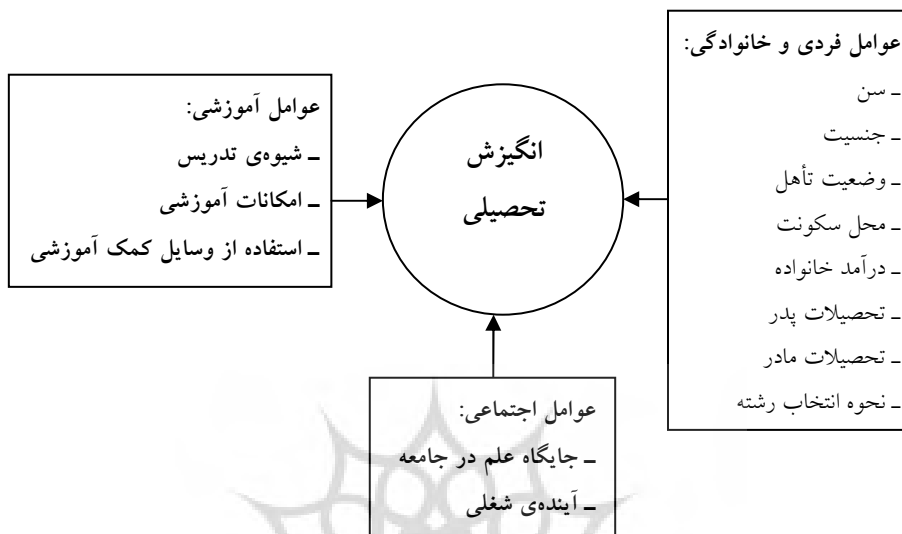 عوامل فردی و خانوادگی:
ـ سن
ـ جنسیت
ـ وضعیت تأهل
ـ محل سکونت
ـ درآمد خانواده
ـ تحصیلات پدر
ـ تحصیلات مادر
ـ نحوه انتخاب رشته
انگیزش
تحصیلی
عوامل آموزشی:
ـ شیوه‌ی تدریس
ـ امکانات آموزشی
ـ استفاده از وسایل کمک آموزشی
عوامل اجتماعی:
ـ جایگاه علم در جامعه
ـ آینده‌ی شغلی